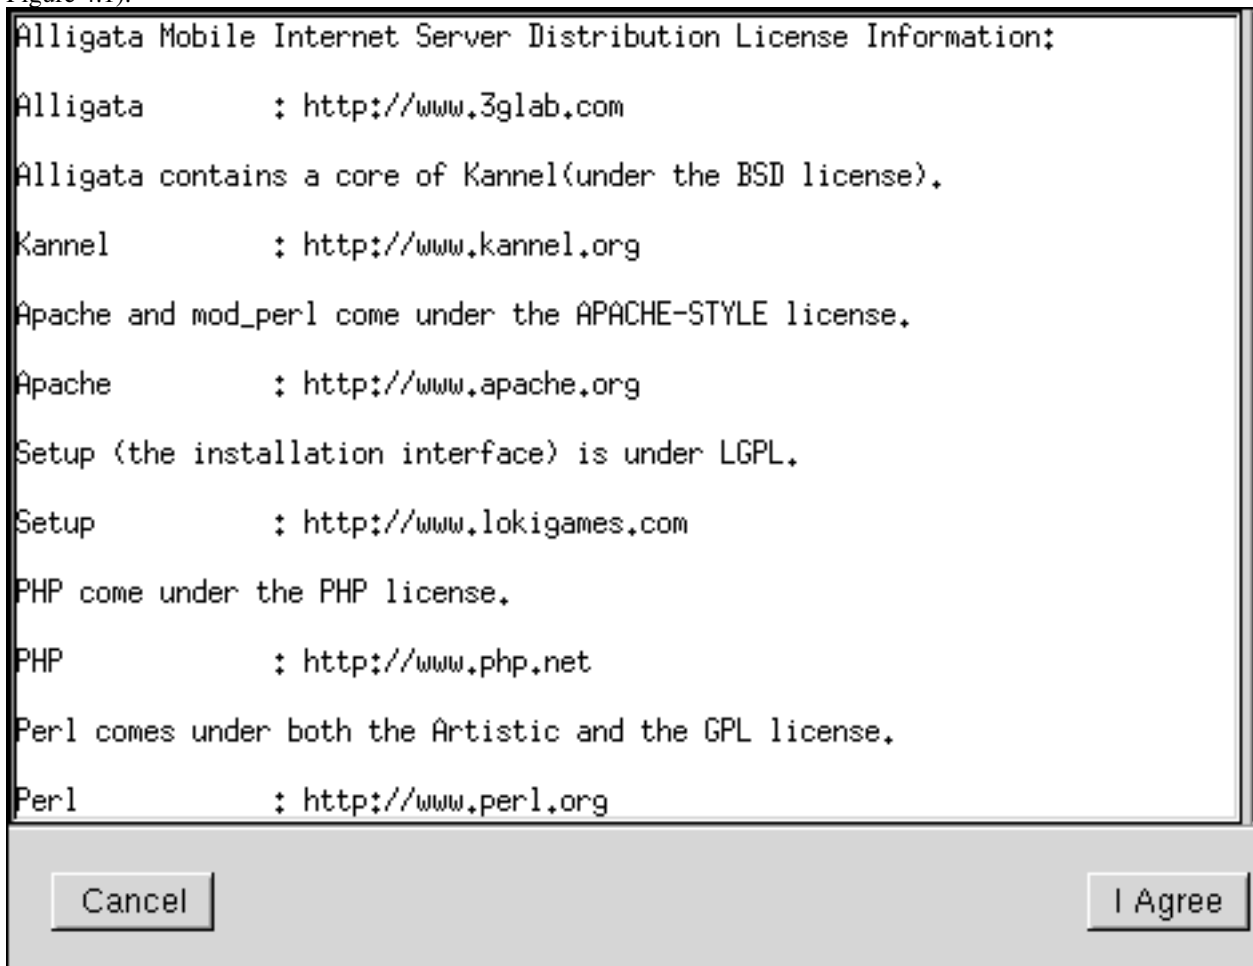 Figure 4.1).
Alligata Mobile Internet Server Distribution License Information:
Alligata : http://www.3glab.com
Alligata contains a core of Kannel(under the BSD license).
Kannel : http://www.kannel.org
Apache and mod_perl come under the APACHE-STYLE license.
Apache : http://www.apache.org
Setup (the installation interface) is under LGPL.
Setup : http://www.lokigames.com
PHP come under the PHP license.
PHP : http://www.php.net
Perl comes under both the Artistic and the GPL license.
Perl : http://www.perl.org
Cancel
I Agree